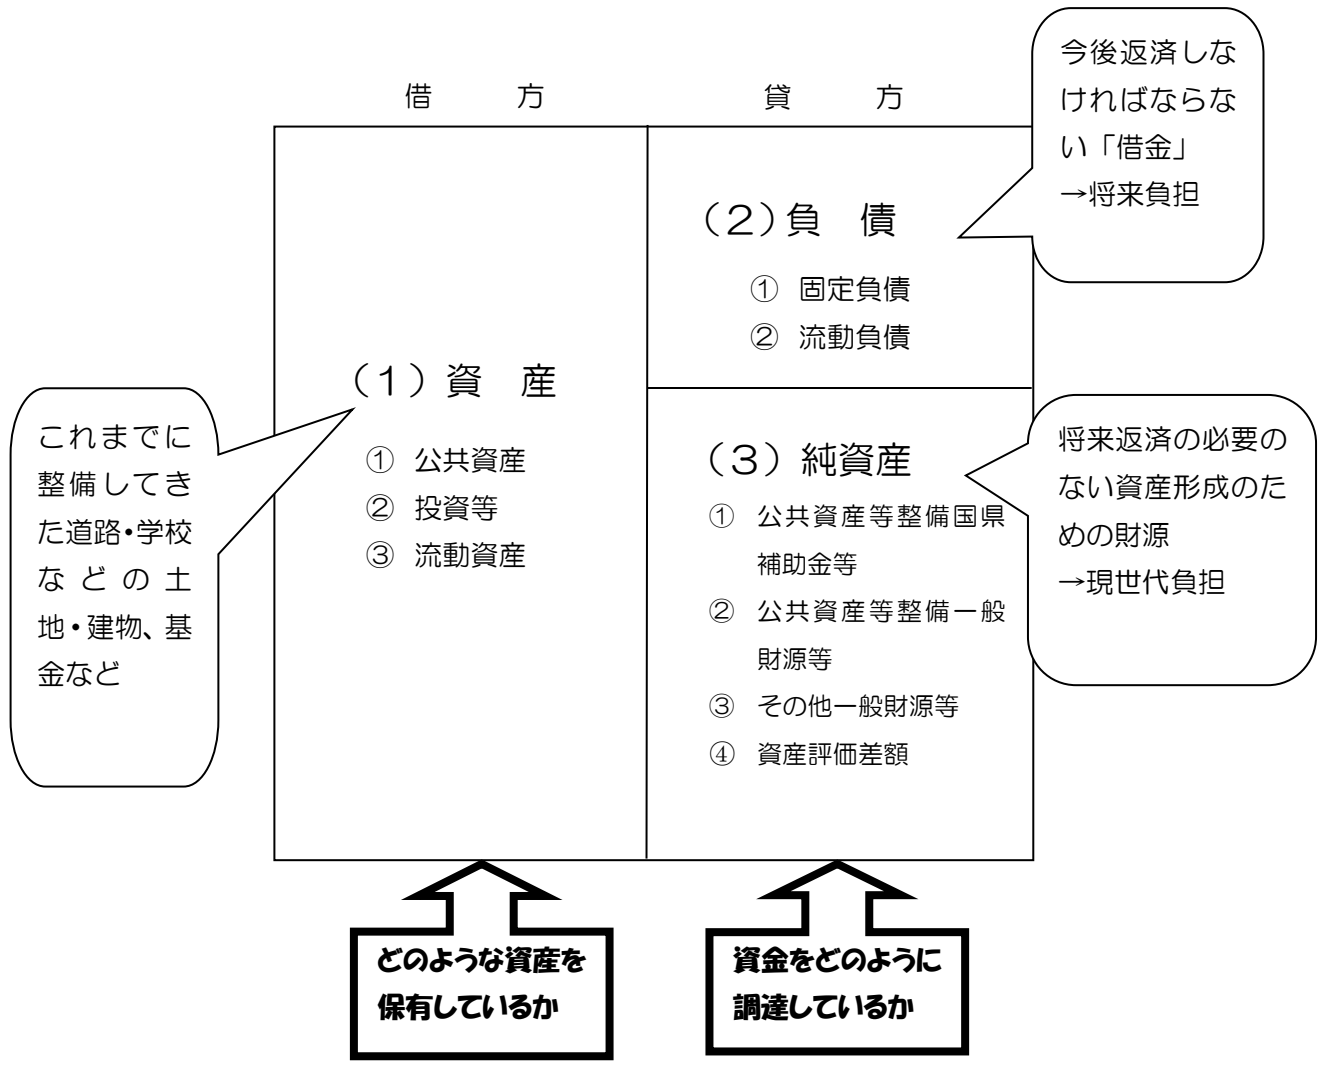 借　　　方
貸　　　方
今後返済しな
ければならな
い「借金」
→将来負担
（2）負　債
① 固定負債
② 流動負債
（1）資　産
① 公共資産
② 投資等
③ 流動資産
これまでに
整備してき
た道路・学校
などの土
地・建物、基
金など
（3）純資産
① 公共資産等整備国県
補助金等
② 公共資産等整備一般
財源等
③ その他一般財源等
④ 資産評価差額
将来返済の必要の
ない資産形成のた
めの財源
→現世代負担
どのような資産を
保有しているか
資金をどのように
調達しているか